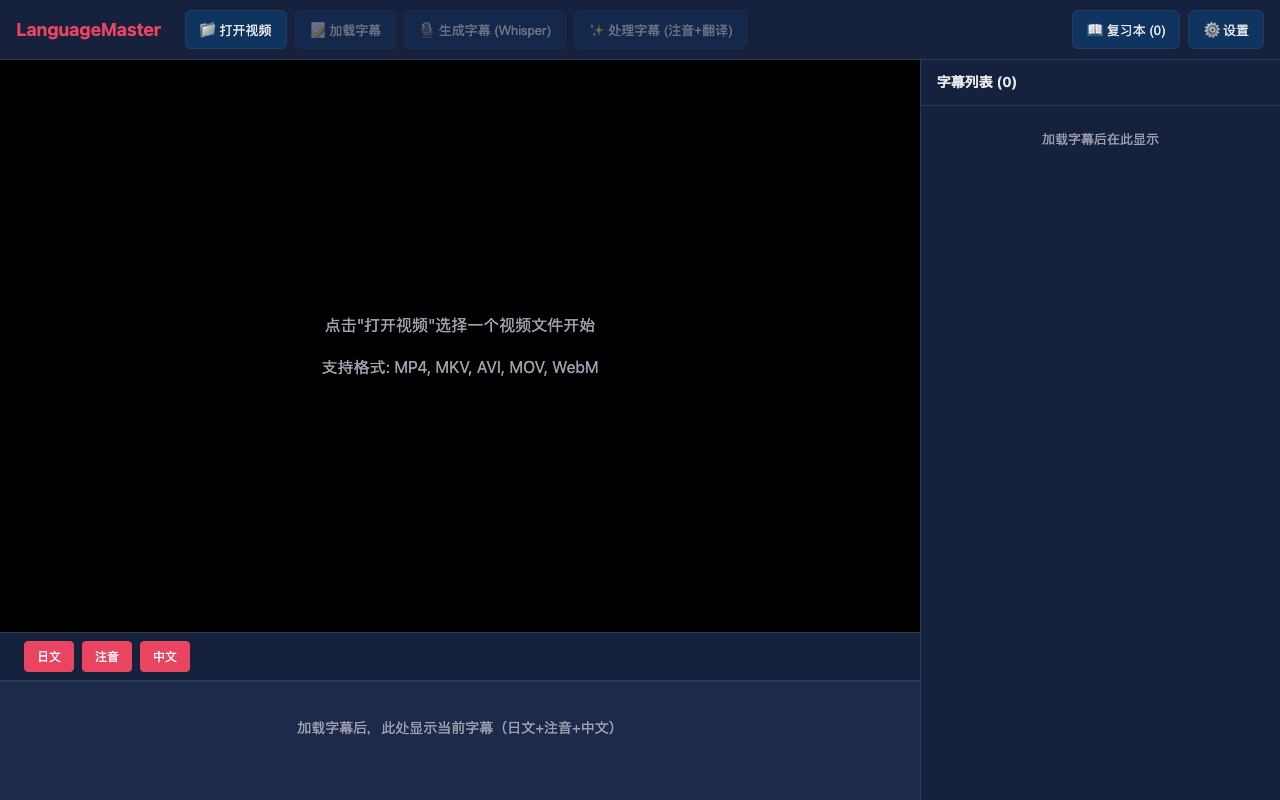 LanguageMaster
📁 打开视频
📝 加载字幕
🎙 生成字幕 (Whisper)
✨ 处理字幕 (注音+翻译)
📖 复习本 (0)
⚙️ 设置
点击"打开视频"选择一个视频文件开始
支持格式: MP4, MKV, AVI, MOV, WebM
字幕列表 (0)
加载字幕后在此显示
日文
注音
中文
加载字幕后，此处显示当前字幕（日文+注音+中文）